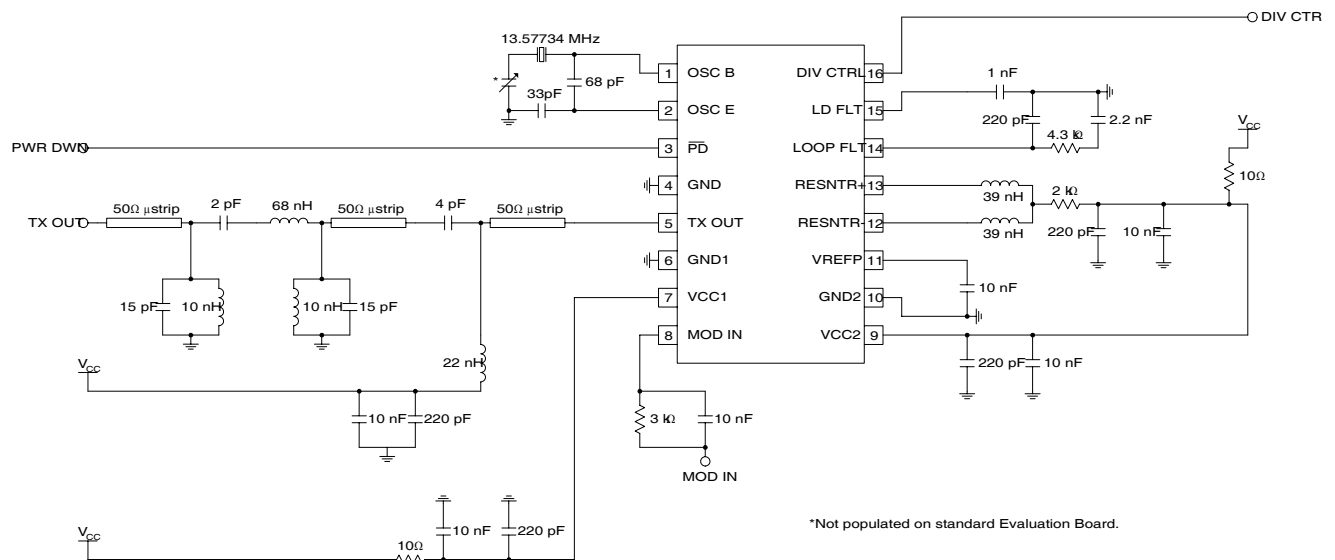 DIV CTRL
13.57734 MHz
*
68 pF
33pF
1 OSC B
2 OSC E
3 PD
4 GND
5 TX OUT
6 GND1
7 VCC1
8 MOD IN
DIV CTRL 16
LD FLT 15
LOOP FLT 14
RESNTR+ 13
RESNTR- 12
VREFP 11
GND2 10
VCC2 9
1 nF
220 pF
2.2 nF
4.3 kΩ
VCC
10Ω
39 nH
2 kΩ
39 nH
220 pF
10 nF
10 nF
220 pF
10 nF
PWR DWN
TX OUT
50Ω µstrip
2 pF
68 nH
50Ω µstrip
4 pF
50Ω µstrip
15 pF
10 nH
10 nH
15 pF
22 nH
VCC
10 nF
220 pF
3 kΩ
10 nF
MOD IN
VCC
10Ω
10 nF
220 pF
*Not populated on standard Evaluation Board.